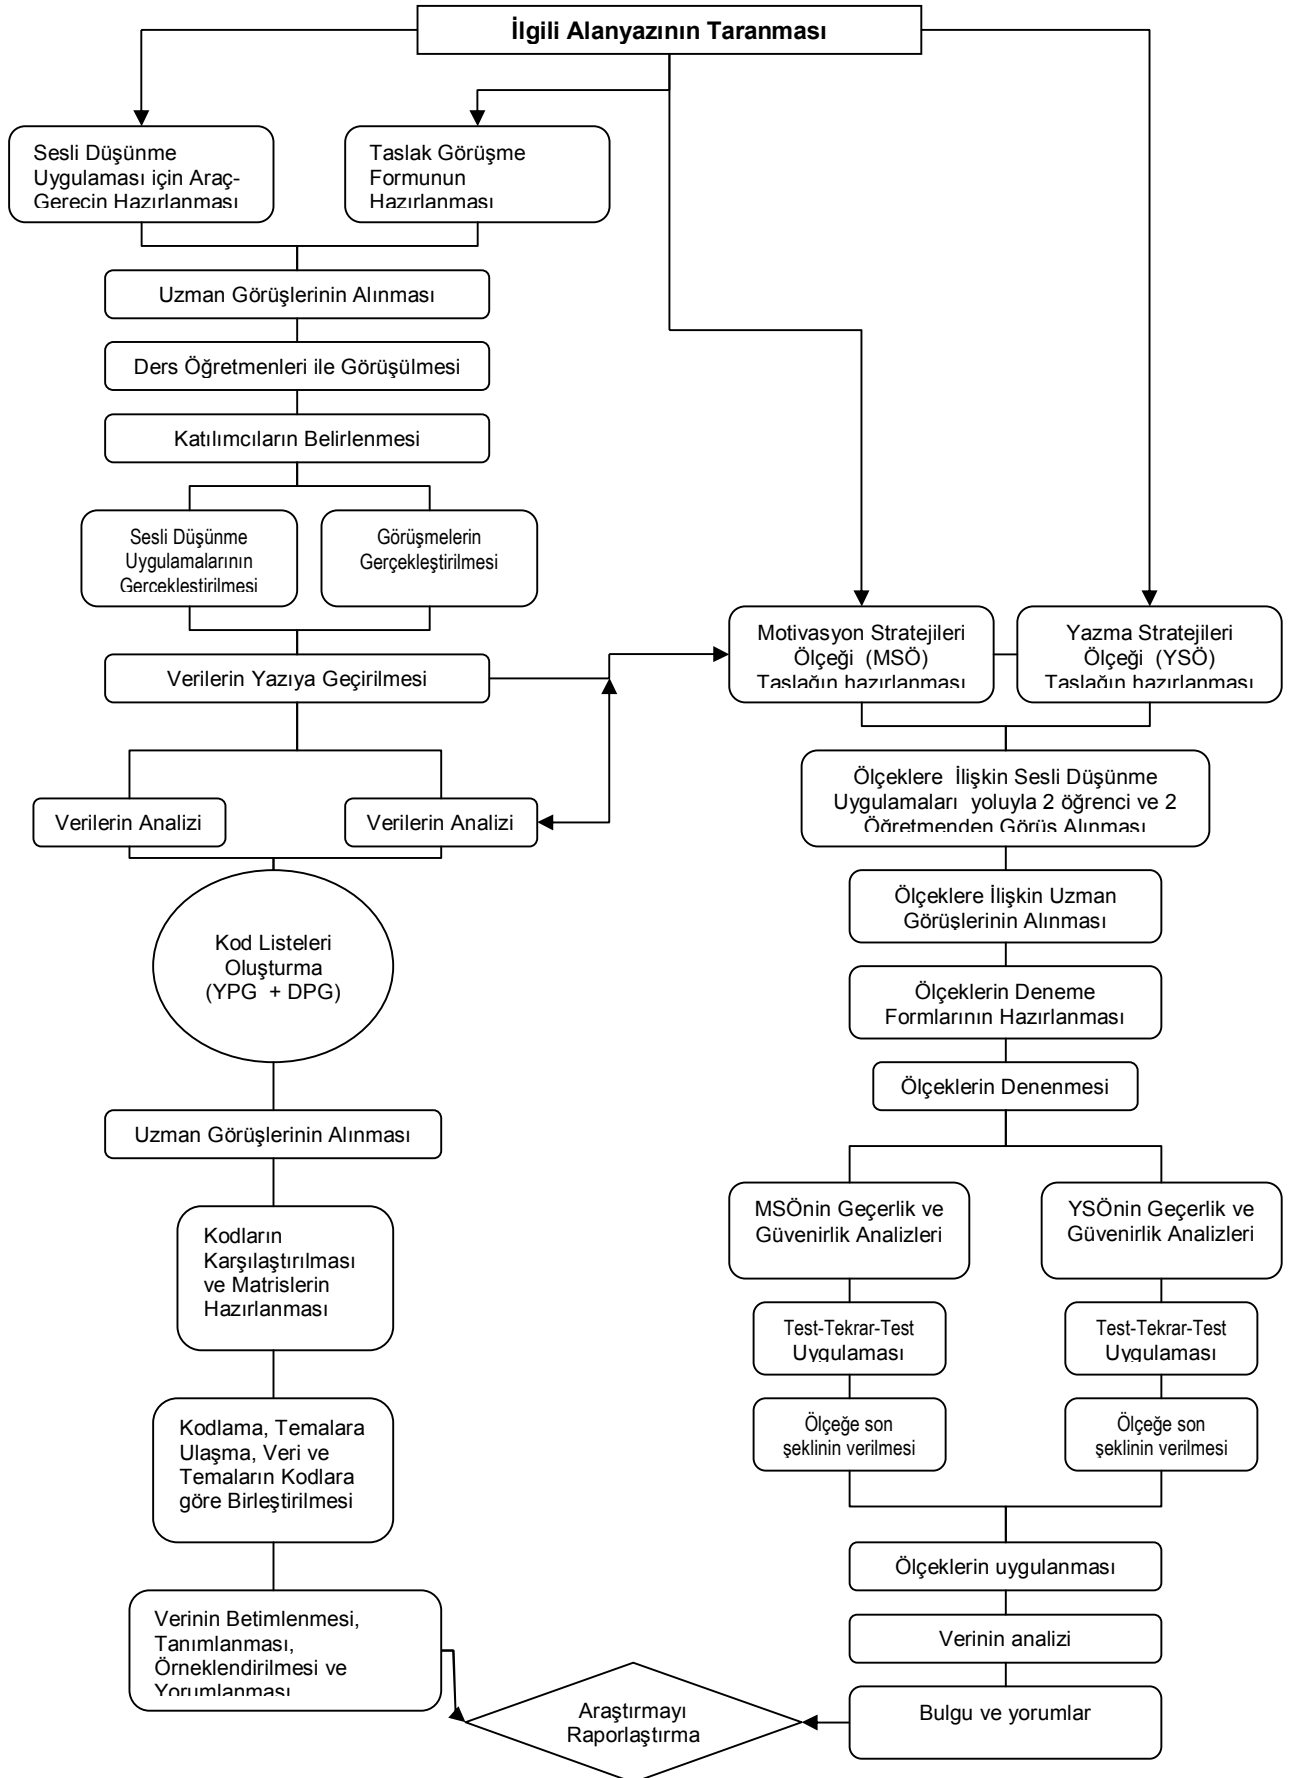 İlgili Alanyazının Taranması
Sesli Düşünme
Uygulaması için Araç-
Gerecin Hazırlanması
Taslak Görüşme
Formunun
Hazırlanması
Uzman Görüşlerinin Alınması
Ders Öğretmenleri ile Görüşülmesi
Katılımcıların Belirlenmesi
Sesli Düşünme
Uygulamalarının
Gerçekleştirilmesi
Görüşmelerin
Gerçekleştirilmesi
Verilerin Yazıya Geçirilmesi
Motivasyon Stratejileri
Ölçeği (MSÖ)
Taslağın hazırlanması
Yazma Stratejileri
Ölçeği (YSÖ)
Taslağın hazırlanması
Verilerin Analizi
Verilerin Analizi
Ölçeklere İlişkin Sesli Düşünme
Uygulamaları yoluyla 2 öğrenci ve 2
Öğretmenden Görüş Alınması
Kod Listeleri
Oluşturma
(YPG + DPG)
Ölçeklere İlişkin Uzman
Görüşlerinin Alınması
Ölçeklerin Deneme
Formlarının Hazırlanması
Ölçeklerin Denenmesi
Uzman Görüşlerinin Alınması
Kodların
Karşılaştırılması
ve Matrislerin
Hazırlanması
MSÖnin Geçerlik ve
Güvenirlik Analizleri
YSÖnin Geçerlik ve
Güvenirlik Analizleri
Test-Tekrar-Test
Uygulaması
Test-Tekrar-Test
Uygulaması
Kodlama, Temalara
Ulaşma, Veri ve
Temaların Kodlara
göre Birleştirilmesi
Ölçeğe son
şeklinin verilmesi
Ölçeğe son
şeklinin verilmesi
Ölçeklerin uygulanması
Verinin Betimlenmesi,
Tanımlanması,
Örneklendirilmesi ve
Yorumlanması
Verinin analizi
Bulgu ve yorumlar
Araştırmayı
Raporlaştırma